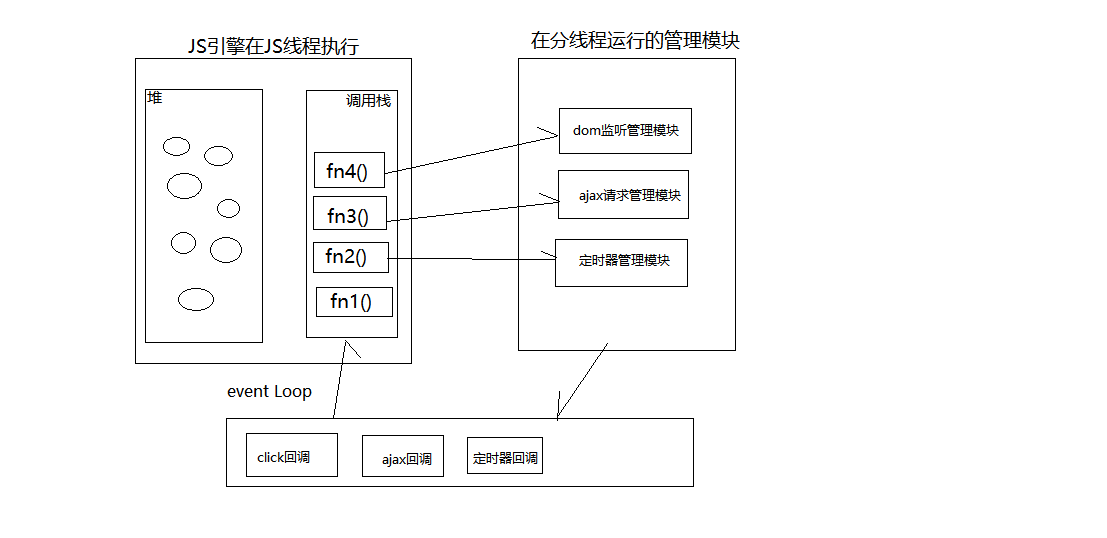 JS引擎在JS线程执行
在分线程运行的管理模块
堆
调用栈
fn4()
fn3()
fn2()
fn1()
dom监听管理模块
ajax请求管理模块
定时器管理模块
event Loop
click回调
ajax回调
定时器回调